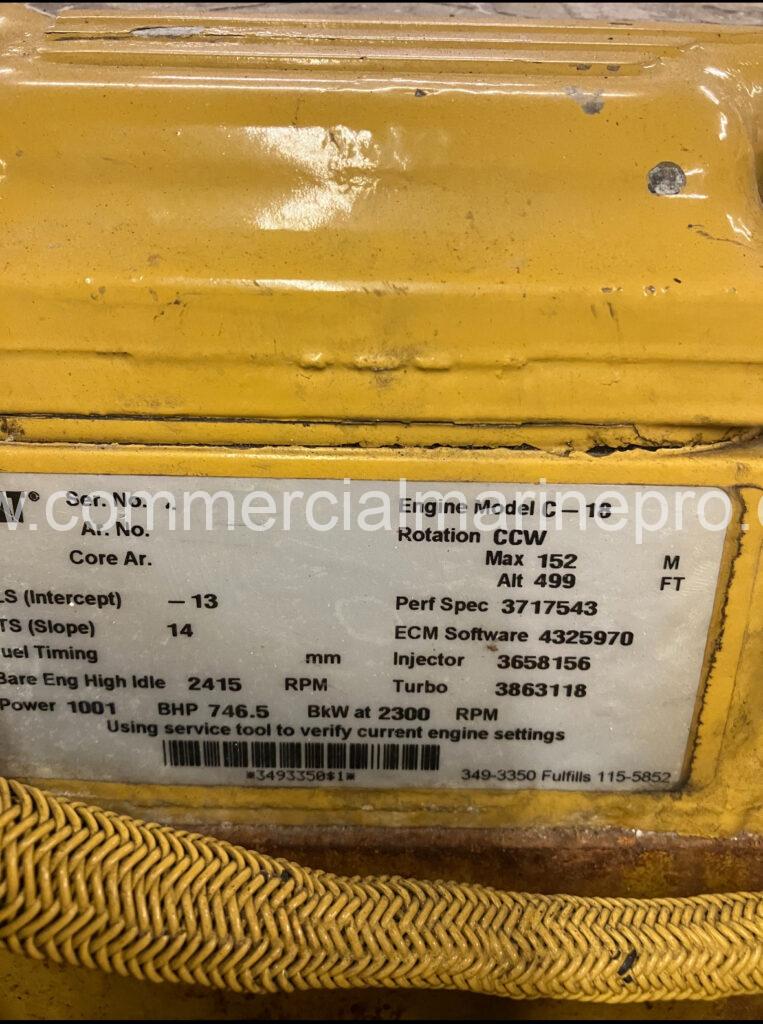 Ser. No.
Engine Model C-18
w.commercialmarinepro.co
Ar. No.
Rotation CCW
Core Ar.
Max 152 M
Alt 499 FT
LS (Intercept) -13
Perf Spec 3717543
TS (Slope) 14
ECM Software 4325970
uel Timing mm
Injector 3658156
Bare Eng High Idle 2415 RPM
Turbo 3863118
Power 1001 BHP 746.5 BkW at 2300 RPM
Using service tool to verify current engine settings
*3493350$1*
349-3350 Fulfills 115-5852